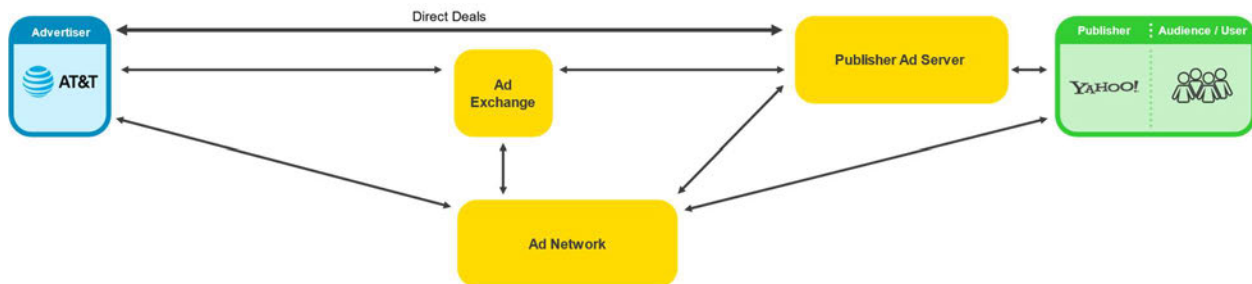 Direct Deals
Advertiser
AT&T
Ad
Exchange
Publisher Ad Server
Publisher
Audience / User
YAHOO!
Ad Network